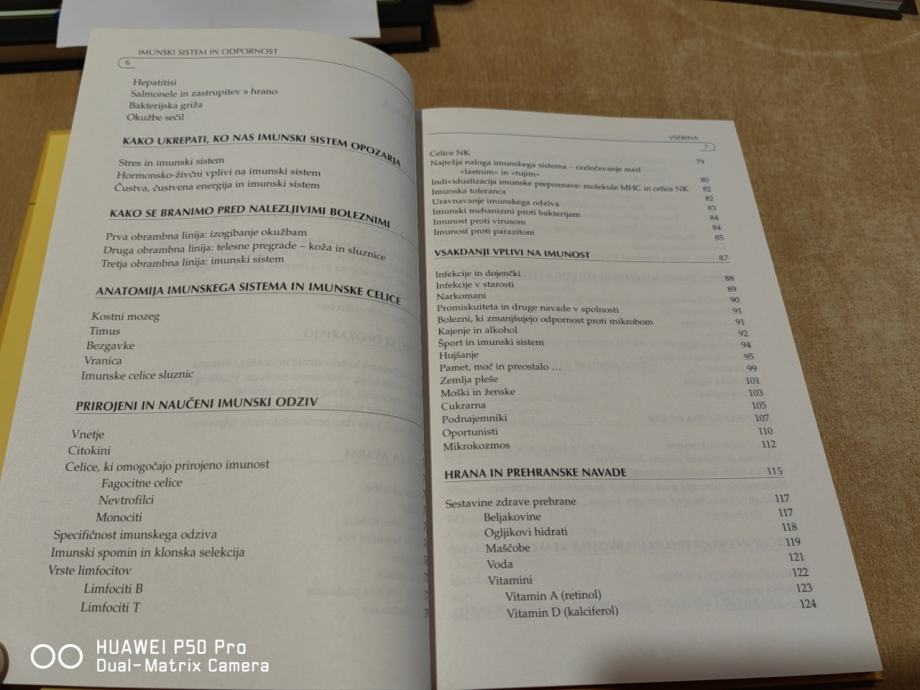 IMUNSKI SISTEM IN ODPORNOST
6
Hepatitisi
Salmonele in zastrupitev s hrano
Bakterijska griža
Okužbe sečil
KAKO UKREPATI, KO NAS IMUNSKI SISTEM OPOZARJA
Stres in imunski sistem
Hormonsko-živčni vplivi na imunski sistem
Čustva, čustvena energija in imunski sistem
KAKO SE BRANIMO PRED NALEZLJIVIMI BOLEZNIMI
Prva obrambna linija: izogibanje okužbam
Druga obrambna linija: telesne pregrade – koža in sluznice
Tretja obrambna linija: imunski sistem
ANATOMIJA IMUNSKEGA SISTEMA IN IMUNSKE CELICE
Kostni mozeg
Timus
Bezgavke
Vranica
Imunske celice sluznic
PRIROJENI IN NAUČENI IMUNSKI ODZIV
Vnetje
Citokini
Celice, ki omogočajo prirojeno imunost
Fagocitne celice
Nevtrofilci
Monociti
Specifičnost imunskega odziva
Imunski spomin in klonska selekcija
Vrste limfocitov
Limfociti B
Limfociti T
VSEBINA
7
Celice NK 79
Najtežja naloga imunskega sistema – razločevanje med
»lastnim« in »tujim« 80
Individualizacija imunske prepoznave: molekule MHC in celice NK 82
Imunska toleranca 82
Uravnavanje imunskega odziva 83
Imunski mehanizmi proti bakterijam 84
Imunost proti virusom 84
Imunost proti parazitom 85
VSAKDANJI VPLIVI NA IMUNOST 87
Infekcije in dojenčki 88
Infekcije v starosti 89
Narkomani 90
Promiskuiteta in druge navade v spolnosti 91
Bolezni, ki zmanjšujejo odpornost proti mikrobom 91
Kajenje in alkohol 92
Šport in imunski sistem 94
Hujšanje 95
Pamet, moč in preostalo ... 99
Zemlja pleše 101
Moški in ženske 103
Cukrarna 105
Podnajemniki 107
Oportunisti 110
Mikrokozmos 112
HRANA IN PREHRANSKE NAVADE 115
Sestavine zdrave prehrane 117
Beljakovine 117
Ogljikovi hidrati 118
Maščobe 119
Voda 121
Vitamini 122
Vitamin A (retinol) 123
Vitamin D (kalciferol) 124
HUAWEI P50 Pro
Dual-Matrix Camera